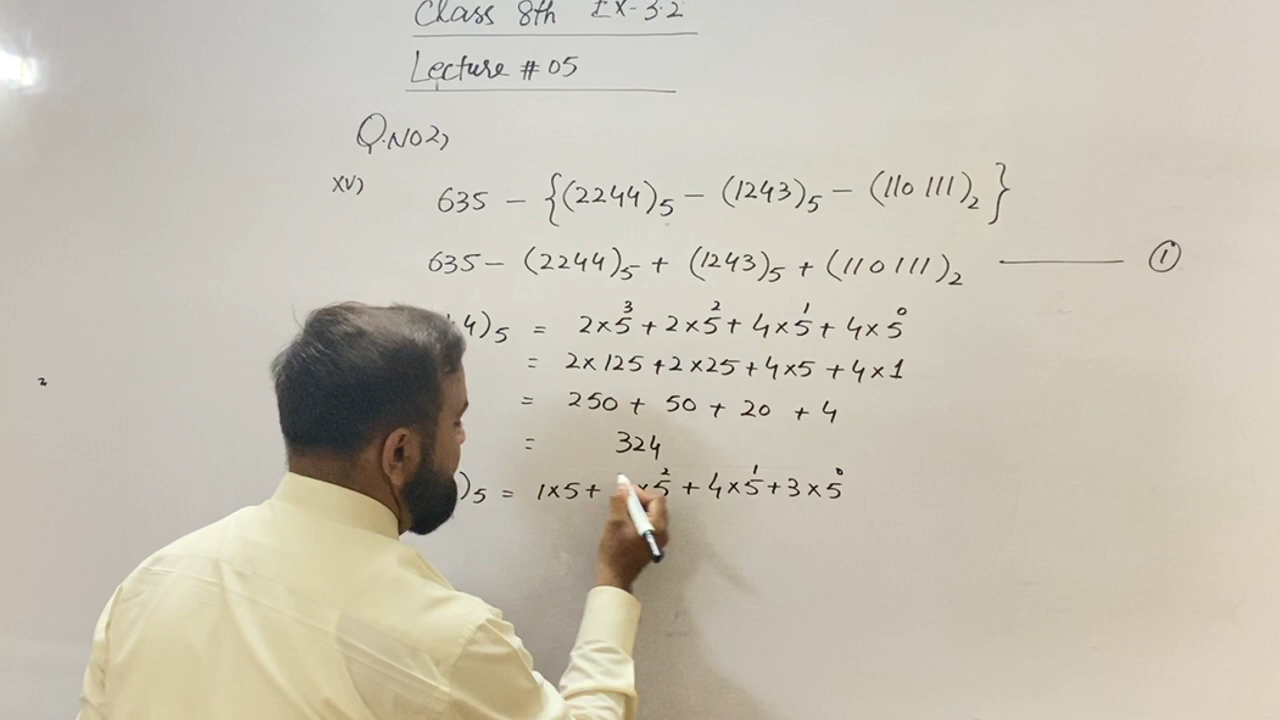 Class 8th EX-3.2
Lecture # 05
Q.NO2)
xv) 635 - {(2244)₅ - (1243)₅ - (110111)₂}
635 - (2244)₅ + (1243)₅ + (110111)₂ ——— ①
4)₅ = 2×5³ + 2×5² + 4×5¹ + 4×5⁰
= 2×125 + 2×25 + 4×5 + 4×1
= 250 + 50 + 20 + 4
= 324
)₅ = 1×5 + ×5² + 4×5¹ + 3×5⁰